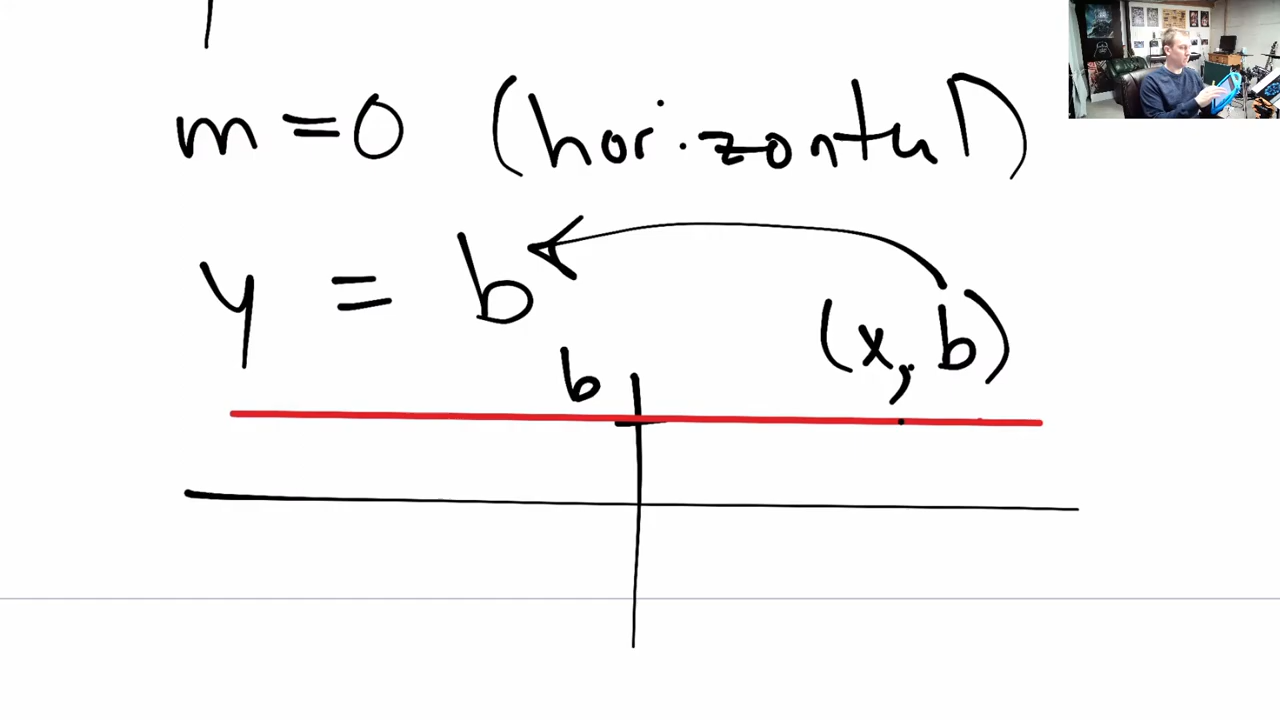 m = 0 (horizontal)
y = b
(x, b)
b